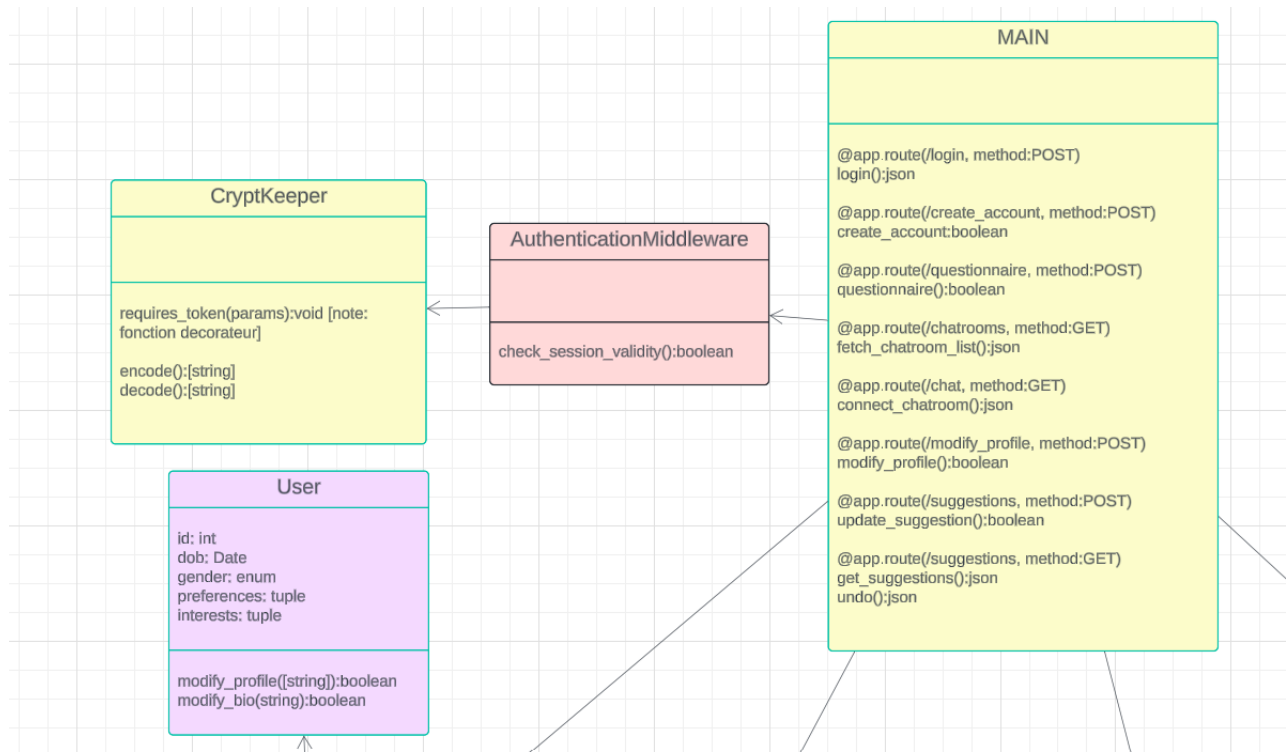 MAIN
@app.route(/login, method:POST)
login():json
@app.route(/create_account, method:POST)
create_account:boolean
@app.route(/questionnaire, method:POST)
questionnaire():boolean
@app.route(/chatrooms, method:GET)
fetch_chatroom_list():json
@app.route(/chat, method:GET)
connect_chatroom():json
@app.route(/modify_profile, method:POST)
modify_profile():boolean
@app.route(/suggestions, method:POST)
update_suggestion():boolean
@app.route(/suggestions, method:GET)
get_suggestions():json
undo():json
CryptKeeper
requires_token(params):void [note:
fonction decorateur]
encode():[string]
decode():[string]
AuthenticationMiddleware
check_session_validity():boolean
User
id: int
dob: Date
gender: enum
preferences: tuple
interests: tuple
modify_profile([string]):boolean
modify_bio(string):boolean